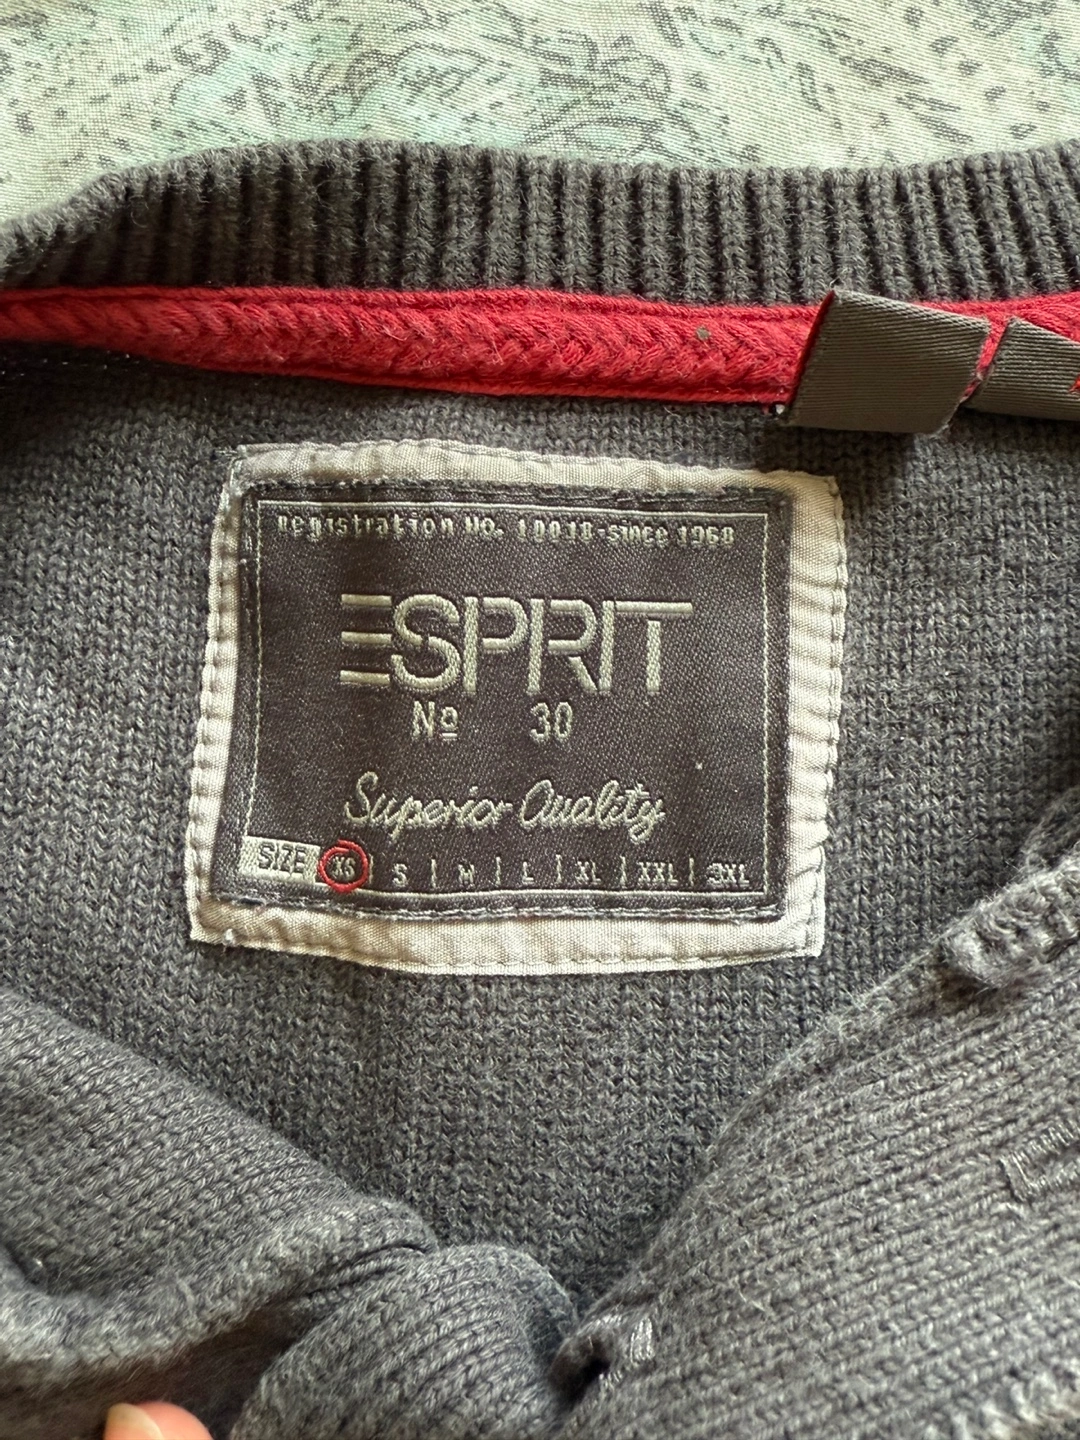 Registration No. 10018-since 1968
ESPRIT
Nº 30
Superior Quality
SIZE XS | S | M | L | XL | XXL | 3XL